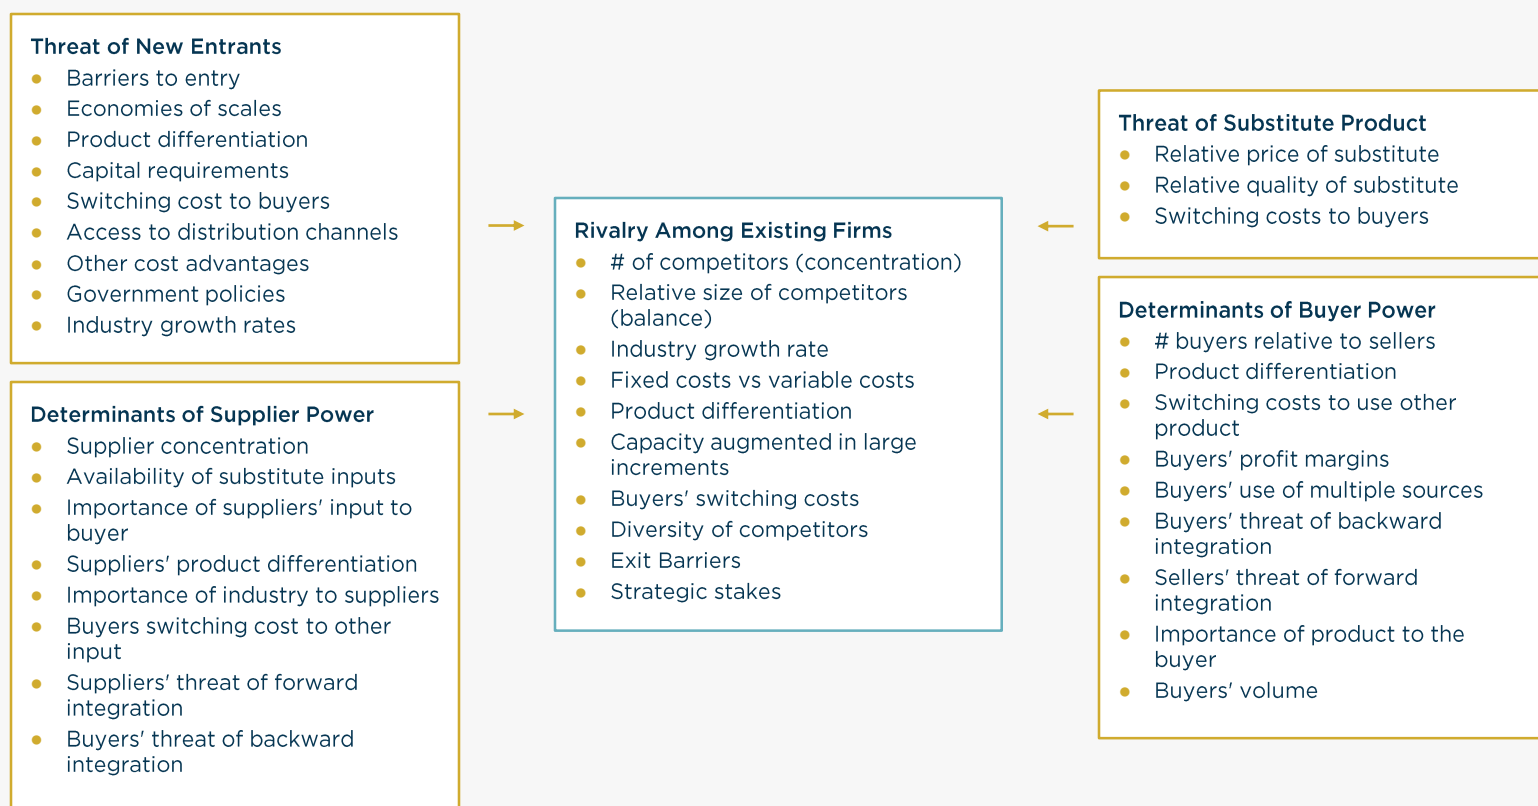 Threat of New Entrants
● Barriers to entry
● Economies of scales
● Product differentiation
● Capital requirements
● Switching cost to buyers
● Access to distribution channels
● Other cost advantages
● Government policies
● Industry growth rates
Determinants of Supplier Power
● Supplier concentration
● Availability of substitute inputs
● Importance of suppliers' input to
buyer
● Suppliers' product differentiation
● Importance of industry to suppliers
● Buyers switching cost to other
input
● Suppliers' threat of forward
integration
● Buyers' threat of backward
integration
Rivalry Among Existing Firms
● # of competitors (concentration)
● Relative size of competitors
(balance)
● Industry growth rate
● Fixed costs vs variable costs
● Product differentiation
● Capacity augmented in large
increments
● Buyers' switching costs
● Diversity of competitors
● Exit Barriers
● Strategic stakes
Threat of Substitute Product
● Relative price of substitute
● Relative quality of substitute
● Switching costs to buyers
Determinants of Buyer Power
● # buyers relative to sellers
● Product differentiation
● Switching costs to use other
product
● Buyers' profit margins
● Buyers' use of multiple sources
● Buyers' threat of backward
integration
● Sellers' threat of forward
integration
● Importance of product to the
buyer
● Buyers' volume